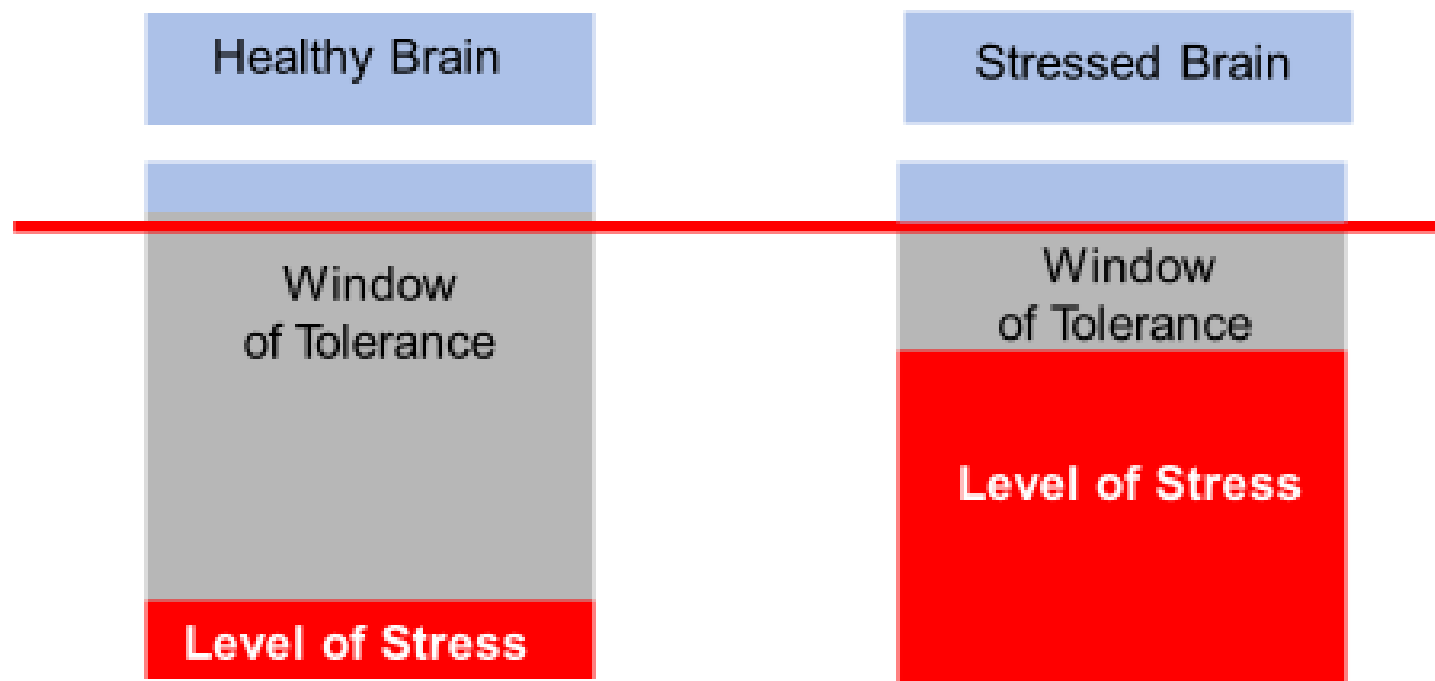 Healthy Brain
Stressed Brain
Window
of Tolerance
Window
of Tolerance
Level of Stress
Level of Stress